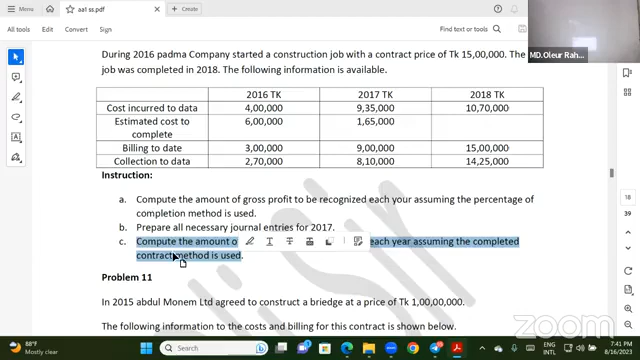 Menu
aa1 ss.pdf
Create
All tools Edit Convert Sign
Find text or tools
MD.Oleur Rah...
During 2016 padma Company started a construction job with a contract price of Tk 15,00,000. The
job was completed in 2018. The following information is available.
2016 TK 2017 TK 2018 TK
Cost incurred to data 4,00,000 9,35,000 10,70,000
Estimated cost to complete 6,00,000 1,65,000
Billing to date 3,00,000 9,00,000 15,00,000
Collection to data 2,70,000 8,10,000 14,25,000
Instruction:
a. Compute the amount of gross profit to be recognized each year assuming the percentage of
completion method is used.
b. Prepare all necessary journal entries for 2017.
c. Compute the amount o each year assuming the completed
contract method is used.
Problem 11
In 2015 abdul Monem Ltd agreed to construct a briedge at a price of Tk 1,00,00,000.
The following information to the costs and billing for this contract is shown below.
zoom
88°F
Mostly clear
Search
ENG
INTL
7:41 PM
8/16/2023